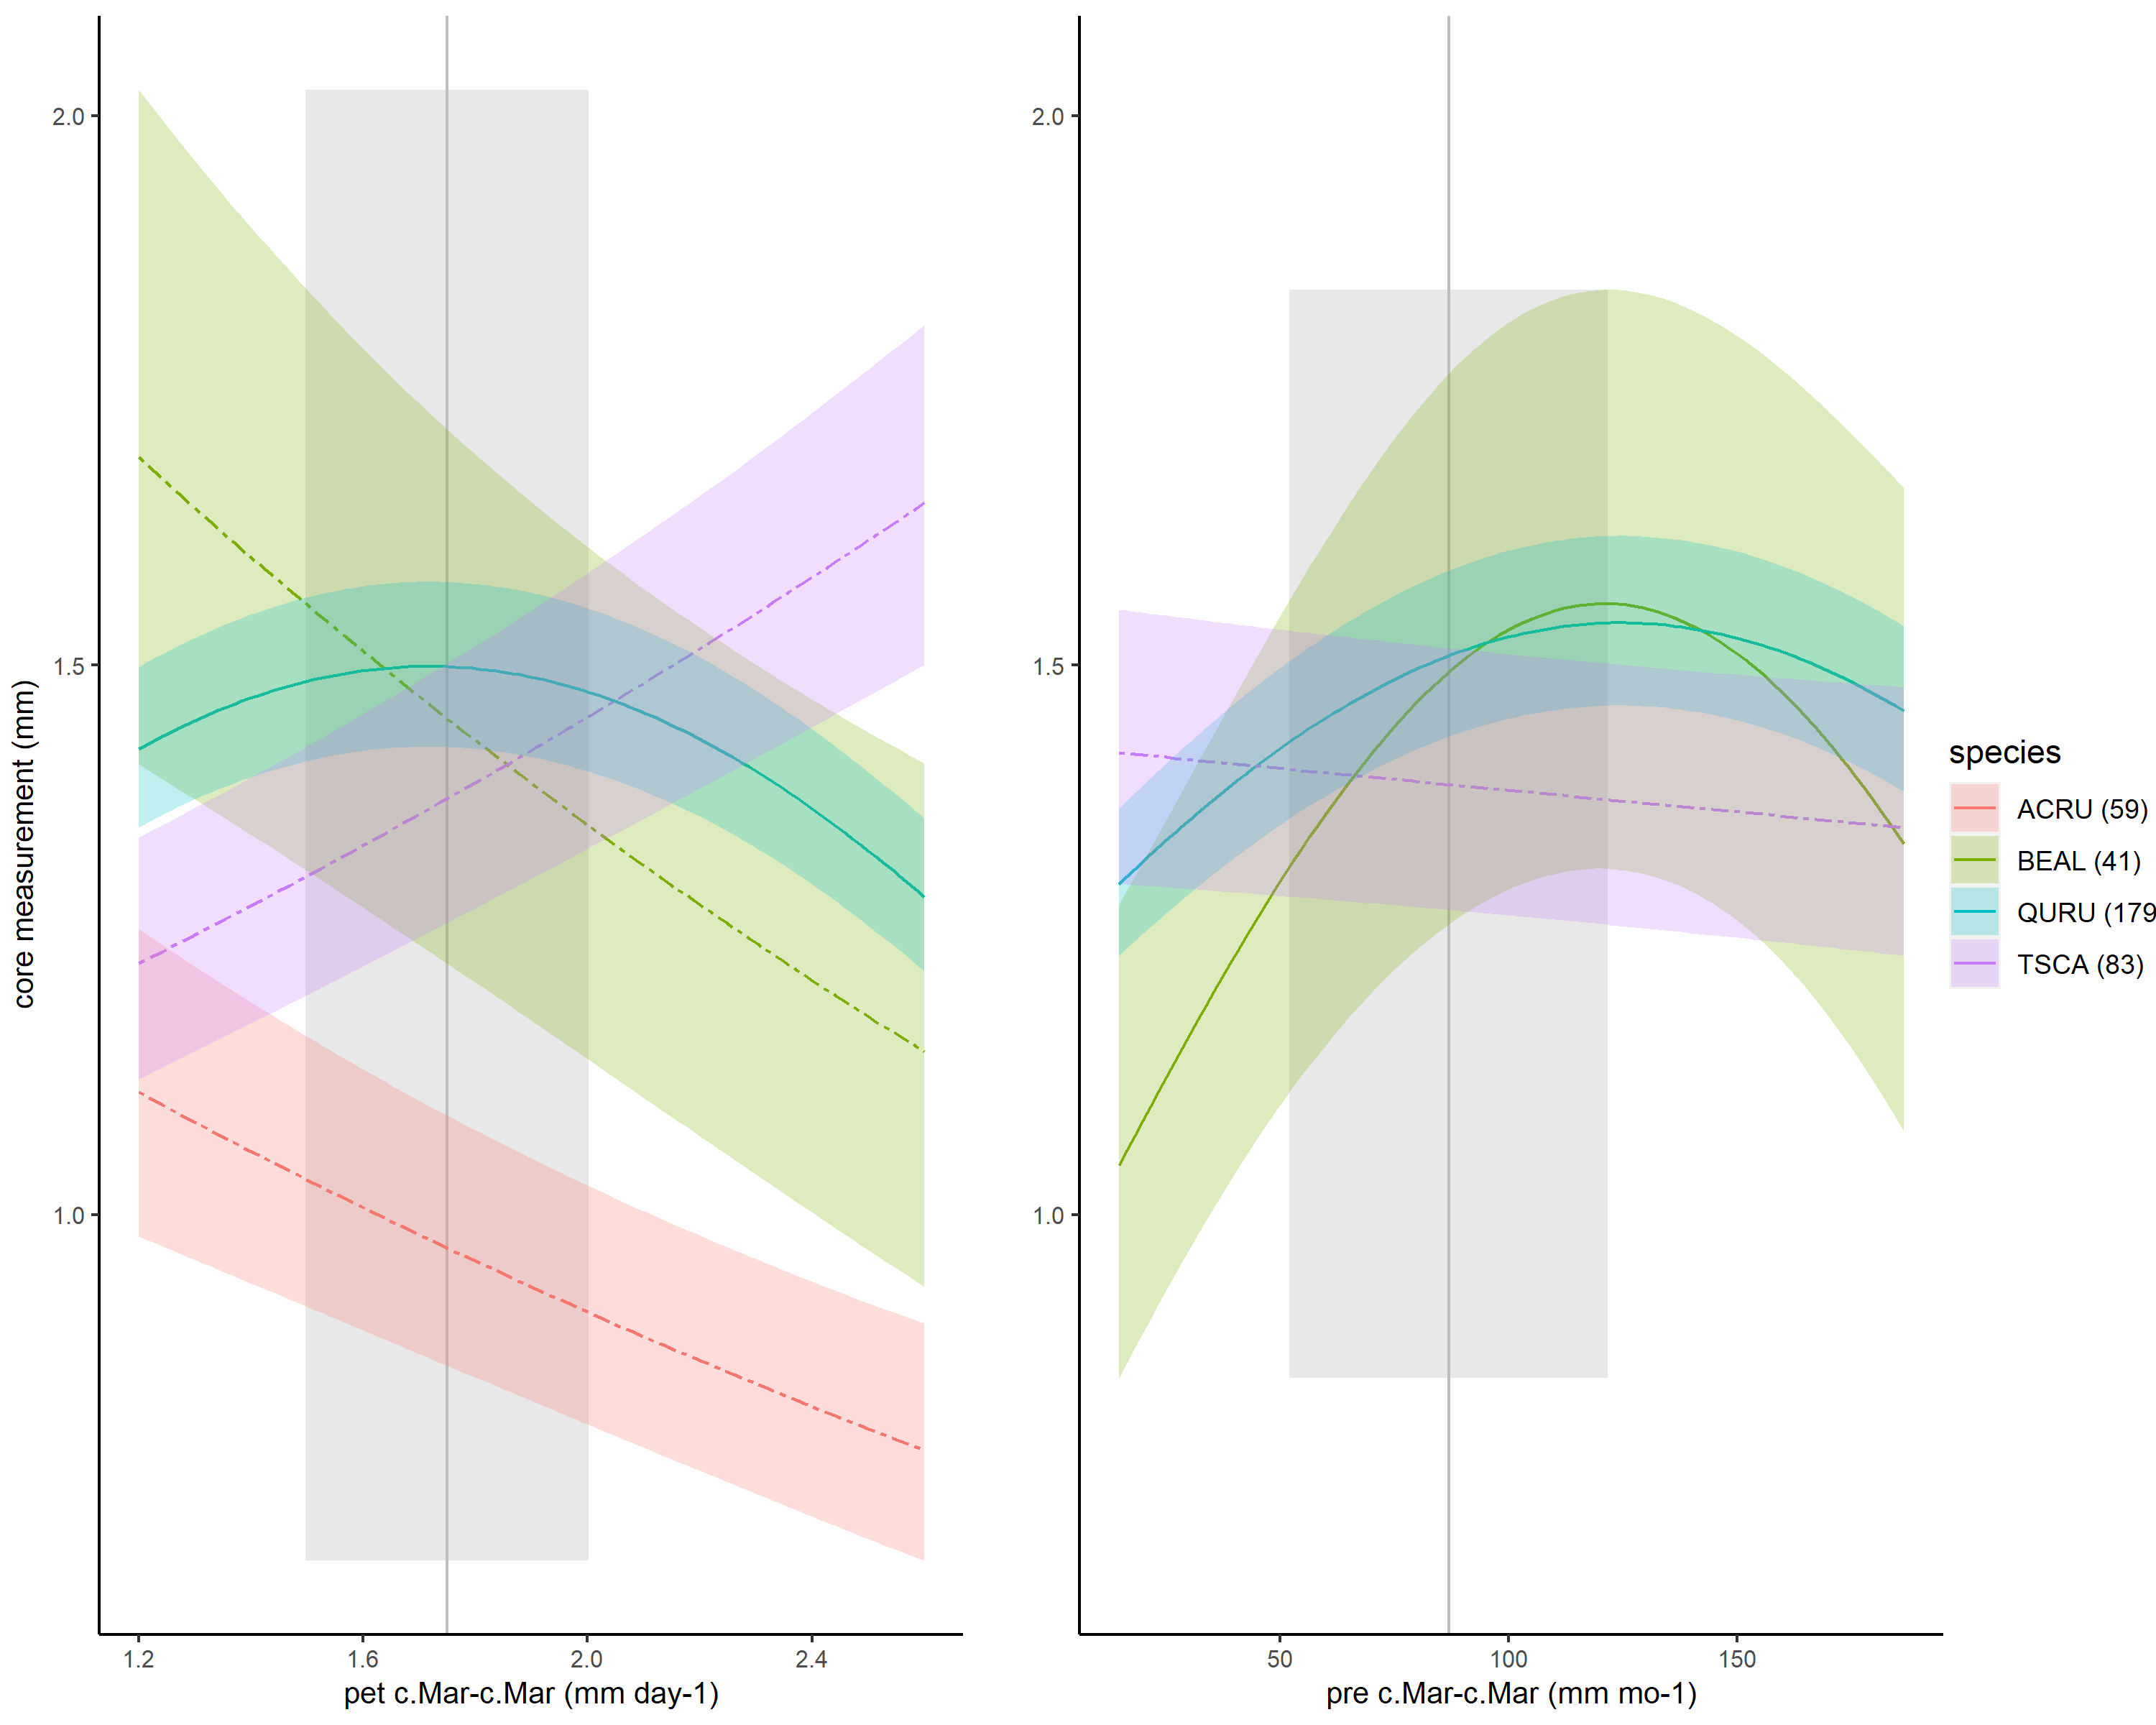 core measurement (mm)
2.0
1.5
1.0
1.2 1.6 2.0 2.4
pet c.Mar-c.Mar (mm day-1)
2.0
1.5
1.0
50 100 150
pre c.Mar-c.Mar (mm mo-1)
species
ACRU (59)
BEAL (41)
QURU (179
TSCA (83)